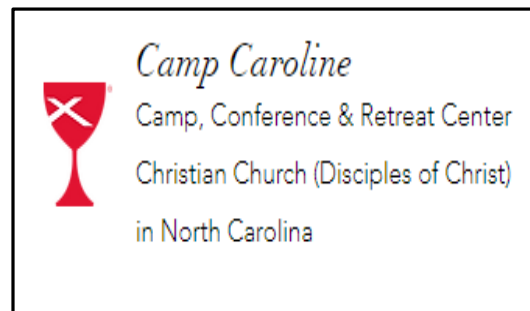 Camp Caroline
Camp, Conference & Retreat Center
Christian Church (Disciples of Christ)
in North Carolina